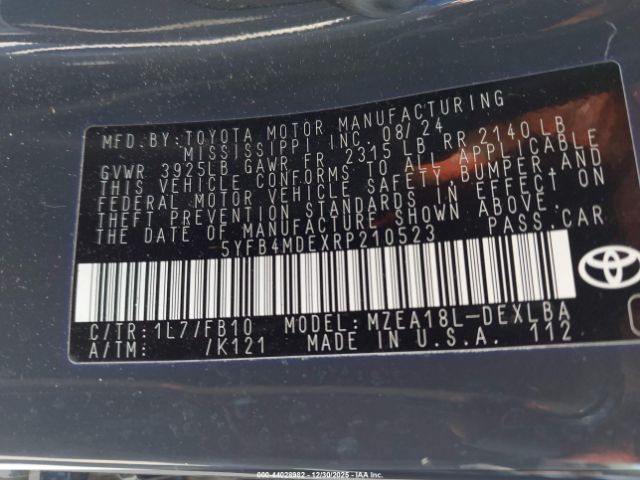 MFD. BY: TOYOTA MOTOR MANUFACTURING
MISSISSIPPI INC. 08/24
GVWR 3925LB GAWR FR 2315 LB RR 2140 LB
THIS VEHICLE CONFORMS TO ALL APPLICABLE
FEDERAL MOTOR VEHICLE SAFETY, BUMPER, AND
THEFT PREVENTION STANDARDS IN EFFECT ON
THE DATE OF MANUFACTURE SHOWN ABOVE.
5YFB4MDEXRP210523 PASS. CAR
C/TR: 1L7/FB10 MODEL: MZEA18L-DEXLBA
A/TM: /K121 MADE IN U.S.A. 112
TOYOTA
000-44028982 - 12/30/2025 - IAA Inc.